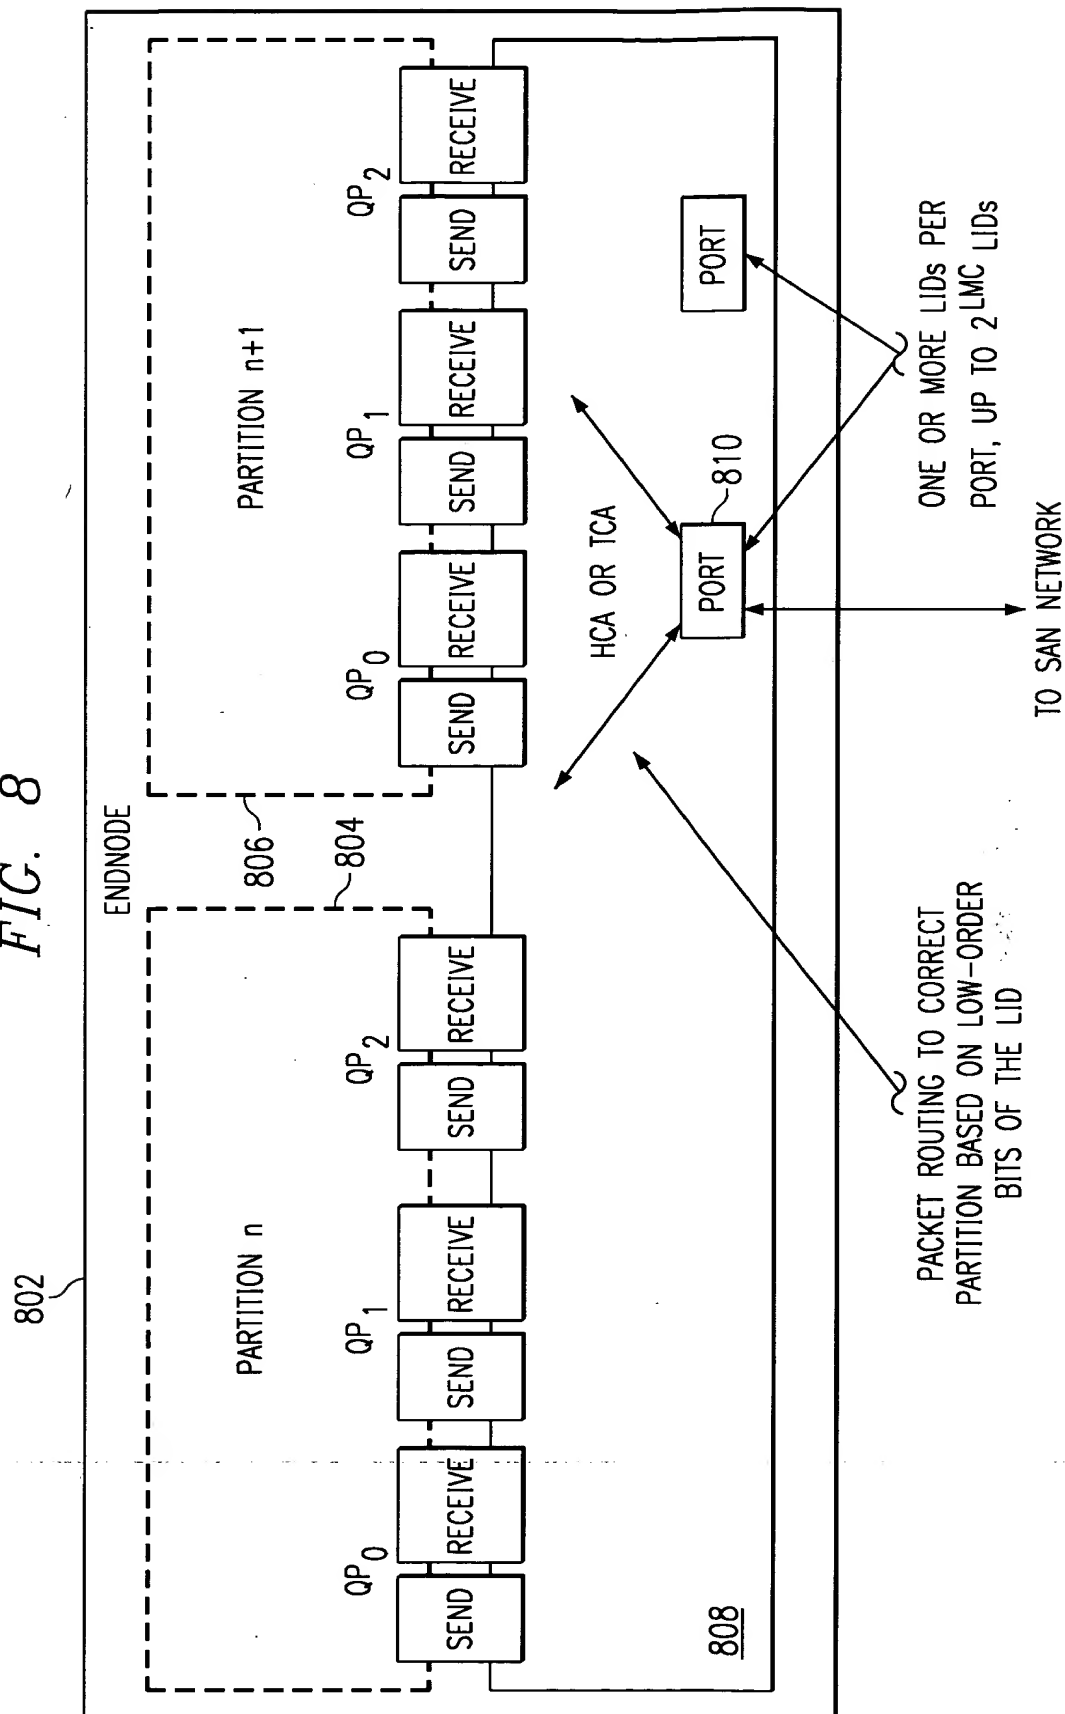 FIG. 8
802
ENDNODE
PARTITION n
804
806
PARTITION n+1
QP0
SEND
RECEIVE
QP1
SEND
RECEIVE
QP2
SEND
RECEIVE
QP0
SEND
RECEIVE
QP1
SEND
RECEIVE
QP2
SEND
RECEIVE
HCA OR TCA
808
PORT
810
PORT
PACKET ROUTING TO CORRECT
PARTITION BASED ON LOW-ORDER
BITS OF THE LID
ONE OR MORE LIDs PER
PORT, UP TO 2^LMC LIDs
TO SAN NETWORK